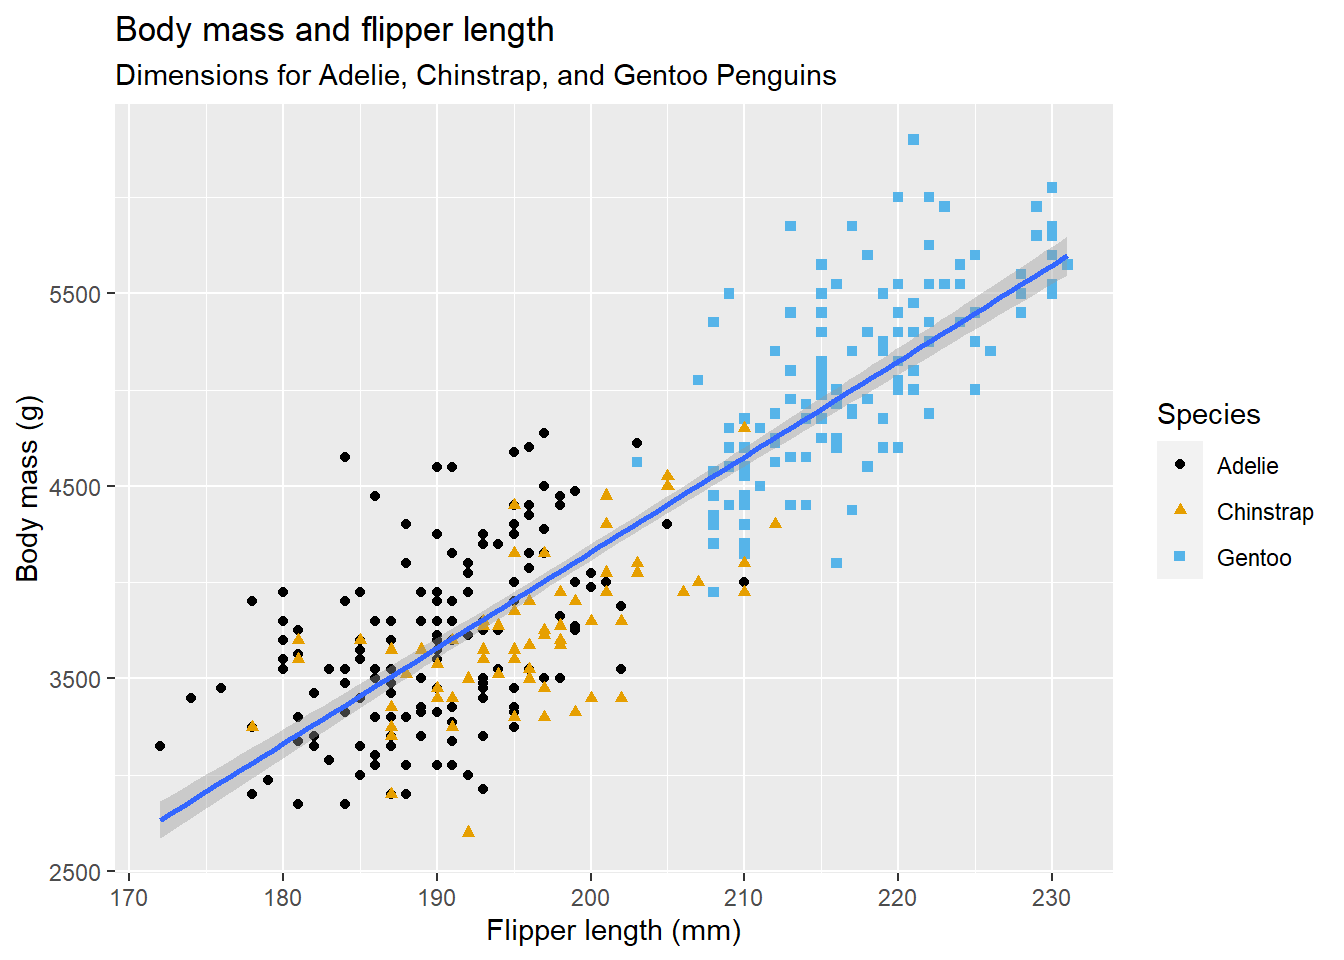 Body mass and flipper length
Dimensions for Adelie, Chinstrap, and Gentoo Penguins
Body mass (g)
5500
4500
3500
2500
170 180 190 200 210 220 230
Flipper length (mm)
Species
Adelie
Chinstrap
Gentoo